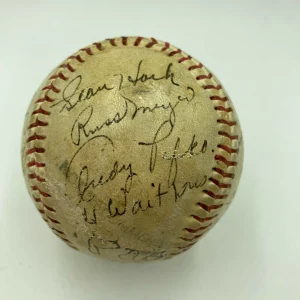 Stan Hack
Russ Meyer
Andy Pafko
Ed Waitkus